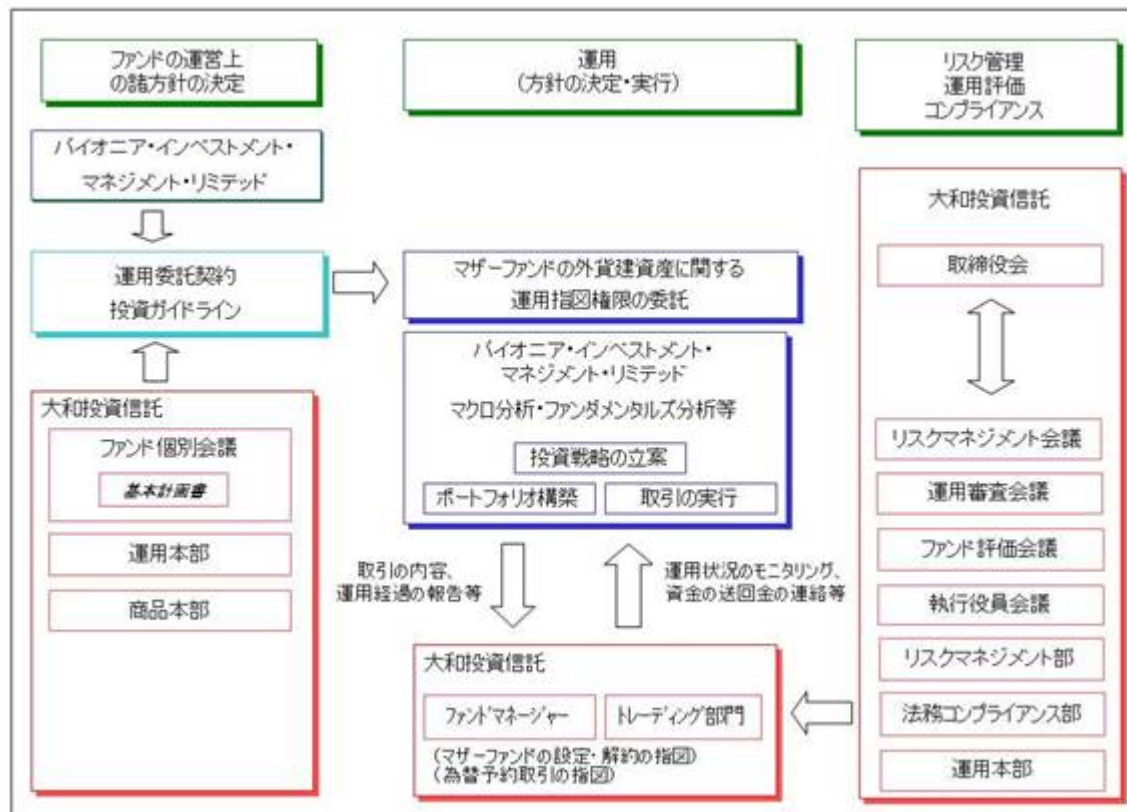 ファンドの運営上
の諸方針の決定
パイオニア・インベストメント・
マネジメント・リミテッド
運用委託契約
投資ガイドライン
大和投資信託
ファンド個別会議
基本計画書
運用本部
商品本部
運用
(方針の決定・実行)
マザーファンドの外貨建資産に関する
運用指図権限の委託
パイオニア・インベストメント・
マネジメント・リミテッド
マクロ分析・ファンダメンタルズ分析等
投資戦略の立案
ポートフォリオ構築
取引の実行
取引の内容、
運用経過の報告等
運用状況のモニタリング、
資金の送回金の連絡等
大和投資信託
ファンドマネージャー
トレーディング部門
(マザーファンドの設定・解約の指図)
(為替予約取引の指図)
リスク管理
運用評価
コンプライアンス
大和投資信託
取締役会
リスクマネジメント会議
運用審査会議
ファンド評価会議
執行役員会議
リスクマネジメント部
法務コンプライアンス部
運用本部